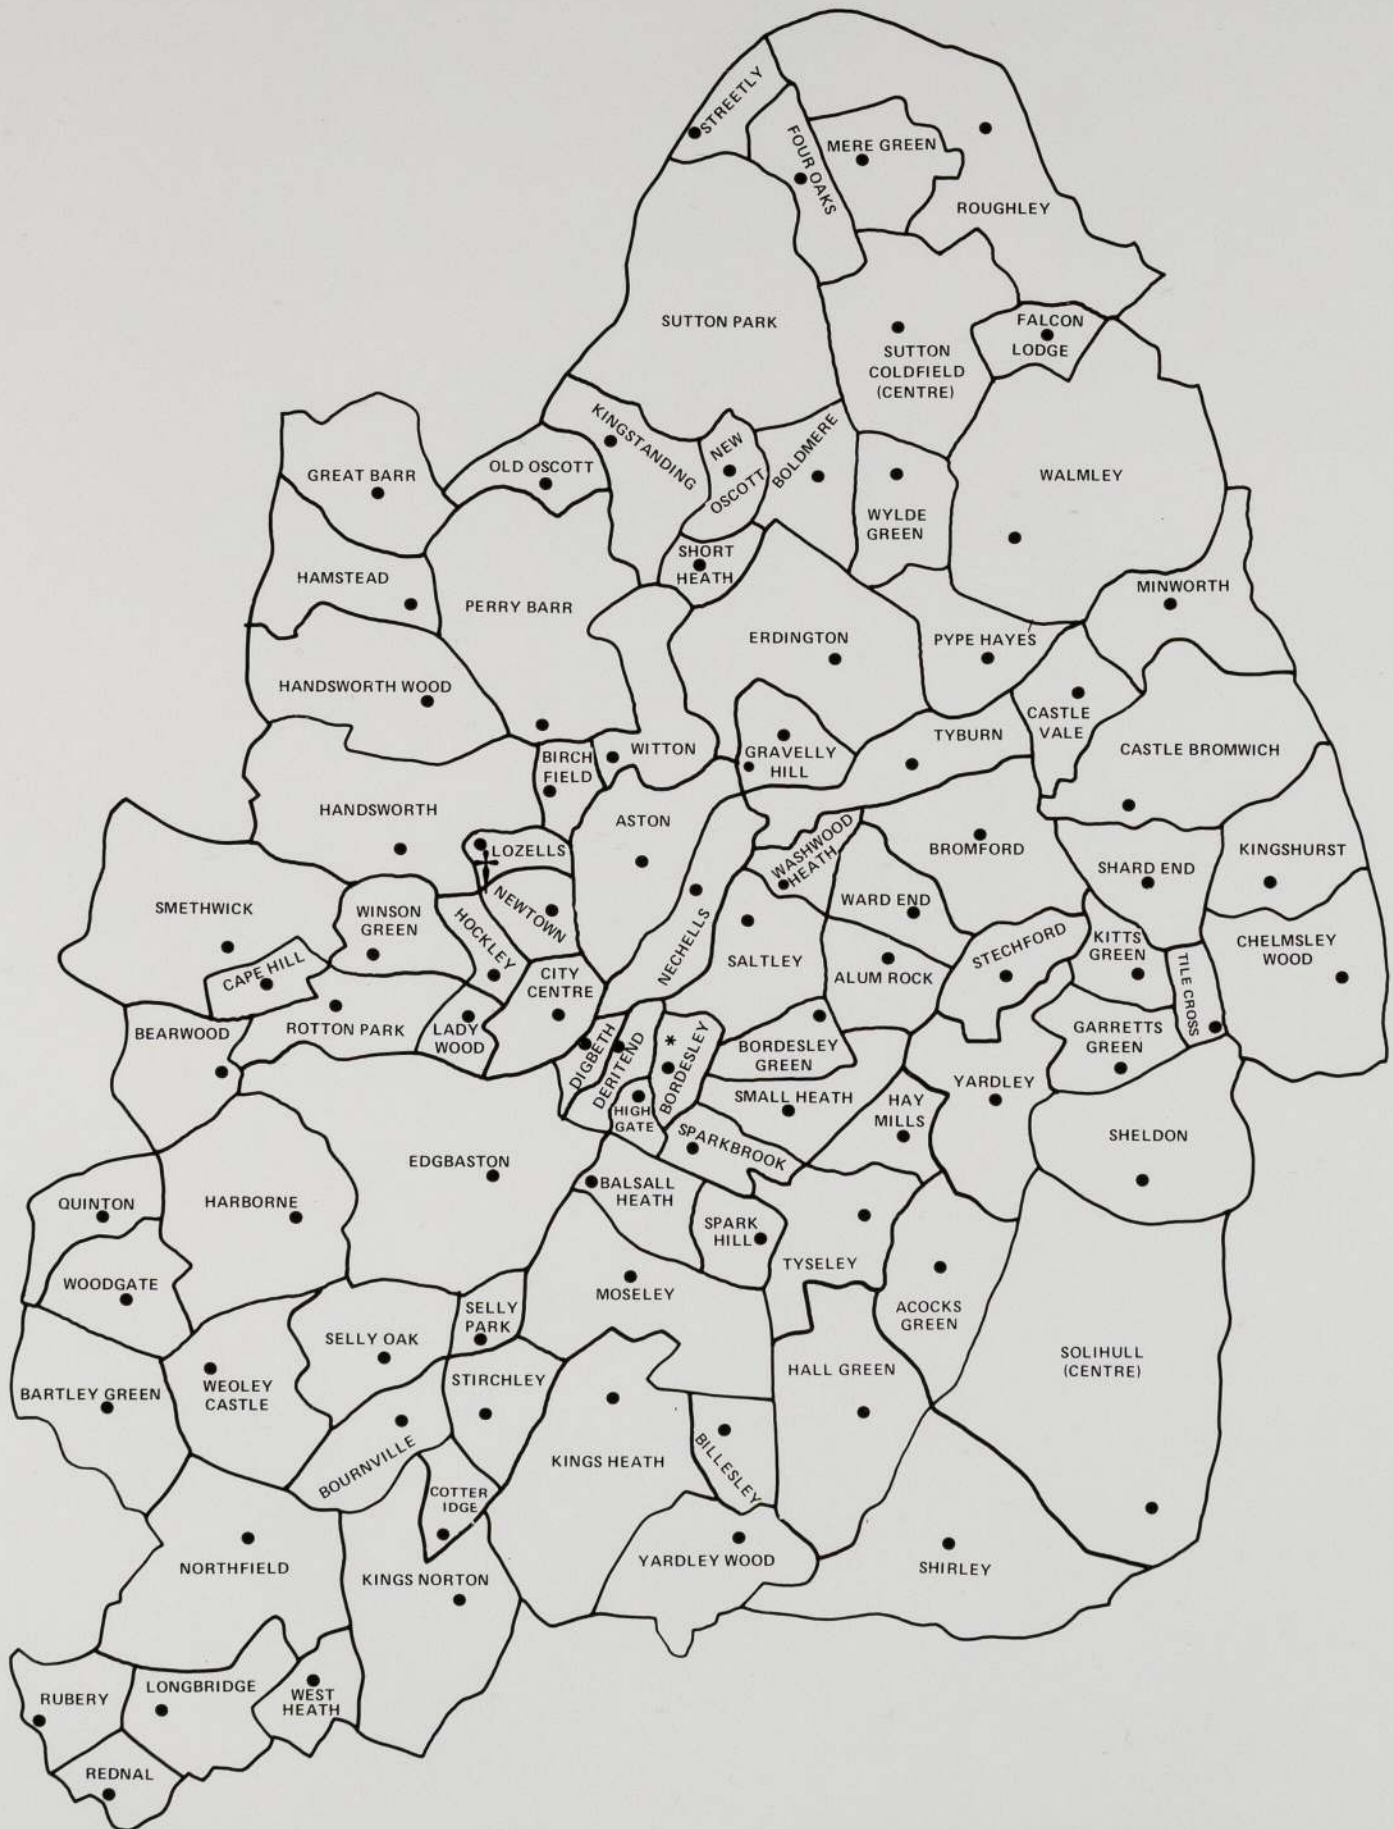 STREETLY
FOUR OAKS
MERE GREEN
ROUGHLEY
SUTTON PARK
FALCON
LODGE
SUTTON
COLDFIELD
(CENTRE)
KINGSTANDING
NEW
OSCOTT
BOLDMERE
OLD OSCOTT
GREAT BARR
WALMLEY
WYLDE
GREEN
SHORT
HEATH
HAMSTEAD
PERRY BARR
MINWORTH
ERDINGTON
PYPE HAYES
HANDSWORTH WOOD
CASTLE
VALE
TYBURN
CASTLE BROMWICH
WITTON
BIRCH
FIELD
GRAVELLY
HILL
HANDSWORTH
ASTON
LOZELLS
WASHWOOD
HEATH
BROMFORD
SHARD END
KINGSHURST
SMETHWICK
WINSON
GREEN
HOCKLEY
NEWTOWN
NECHELLS
WARD END
CAPE HILL
CITY
CENTRE
SALTLEY
ALUM ROCK
STECHFORD
KITTS
GREEN
TILE CROSS
CHELMSLEY
WOOD
BEARWOOD
ROTTON PARK
LADY
WOOD
DIGBETH
DERITEND
*
BORDESLEY
BORDESLEY
GREEN
GARRETTS
GREEN
HIGH
GATE
SMALL HEATH
HAY
MILLS
YARDLEY
SPARKBROOK
SHELDON
EDGBASTON
BALSALL
HEATH
QUINTON
HARBORNE
SPARK
HILL
TYSELEY
WOODGATE
MOSELEY
ACOCKS
GREEN
SELLY
PARK
SELLY OAK
SOLIHULL
(CENTRE)
HALL GREEN
BARTLEY GREEN
WEOLEY
CASTLE
STIRCHLEY
BOURNVILLE
KINGS HEATH
BILLESLEY
COTTER
IDGE
NORTHFIELD
KINGS NORTON
YARDLEY WOOD
SHIRLEY
RUBERY
LONGBRIDGE
WEST
HEATH
REDNAL